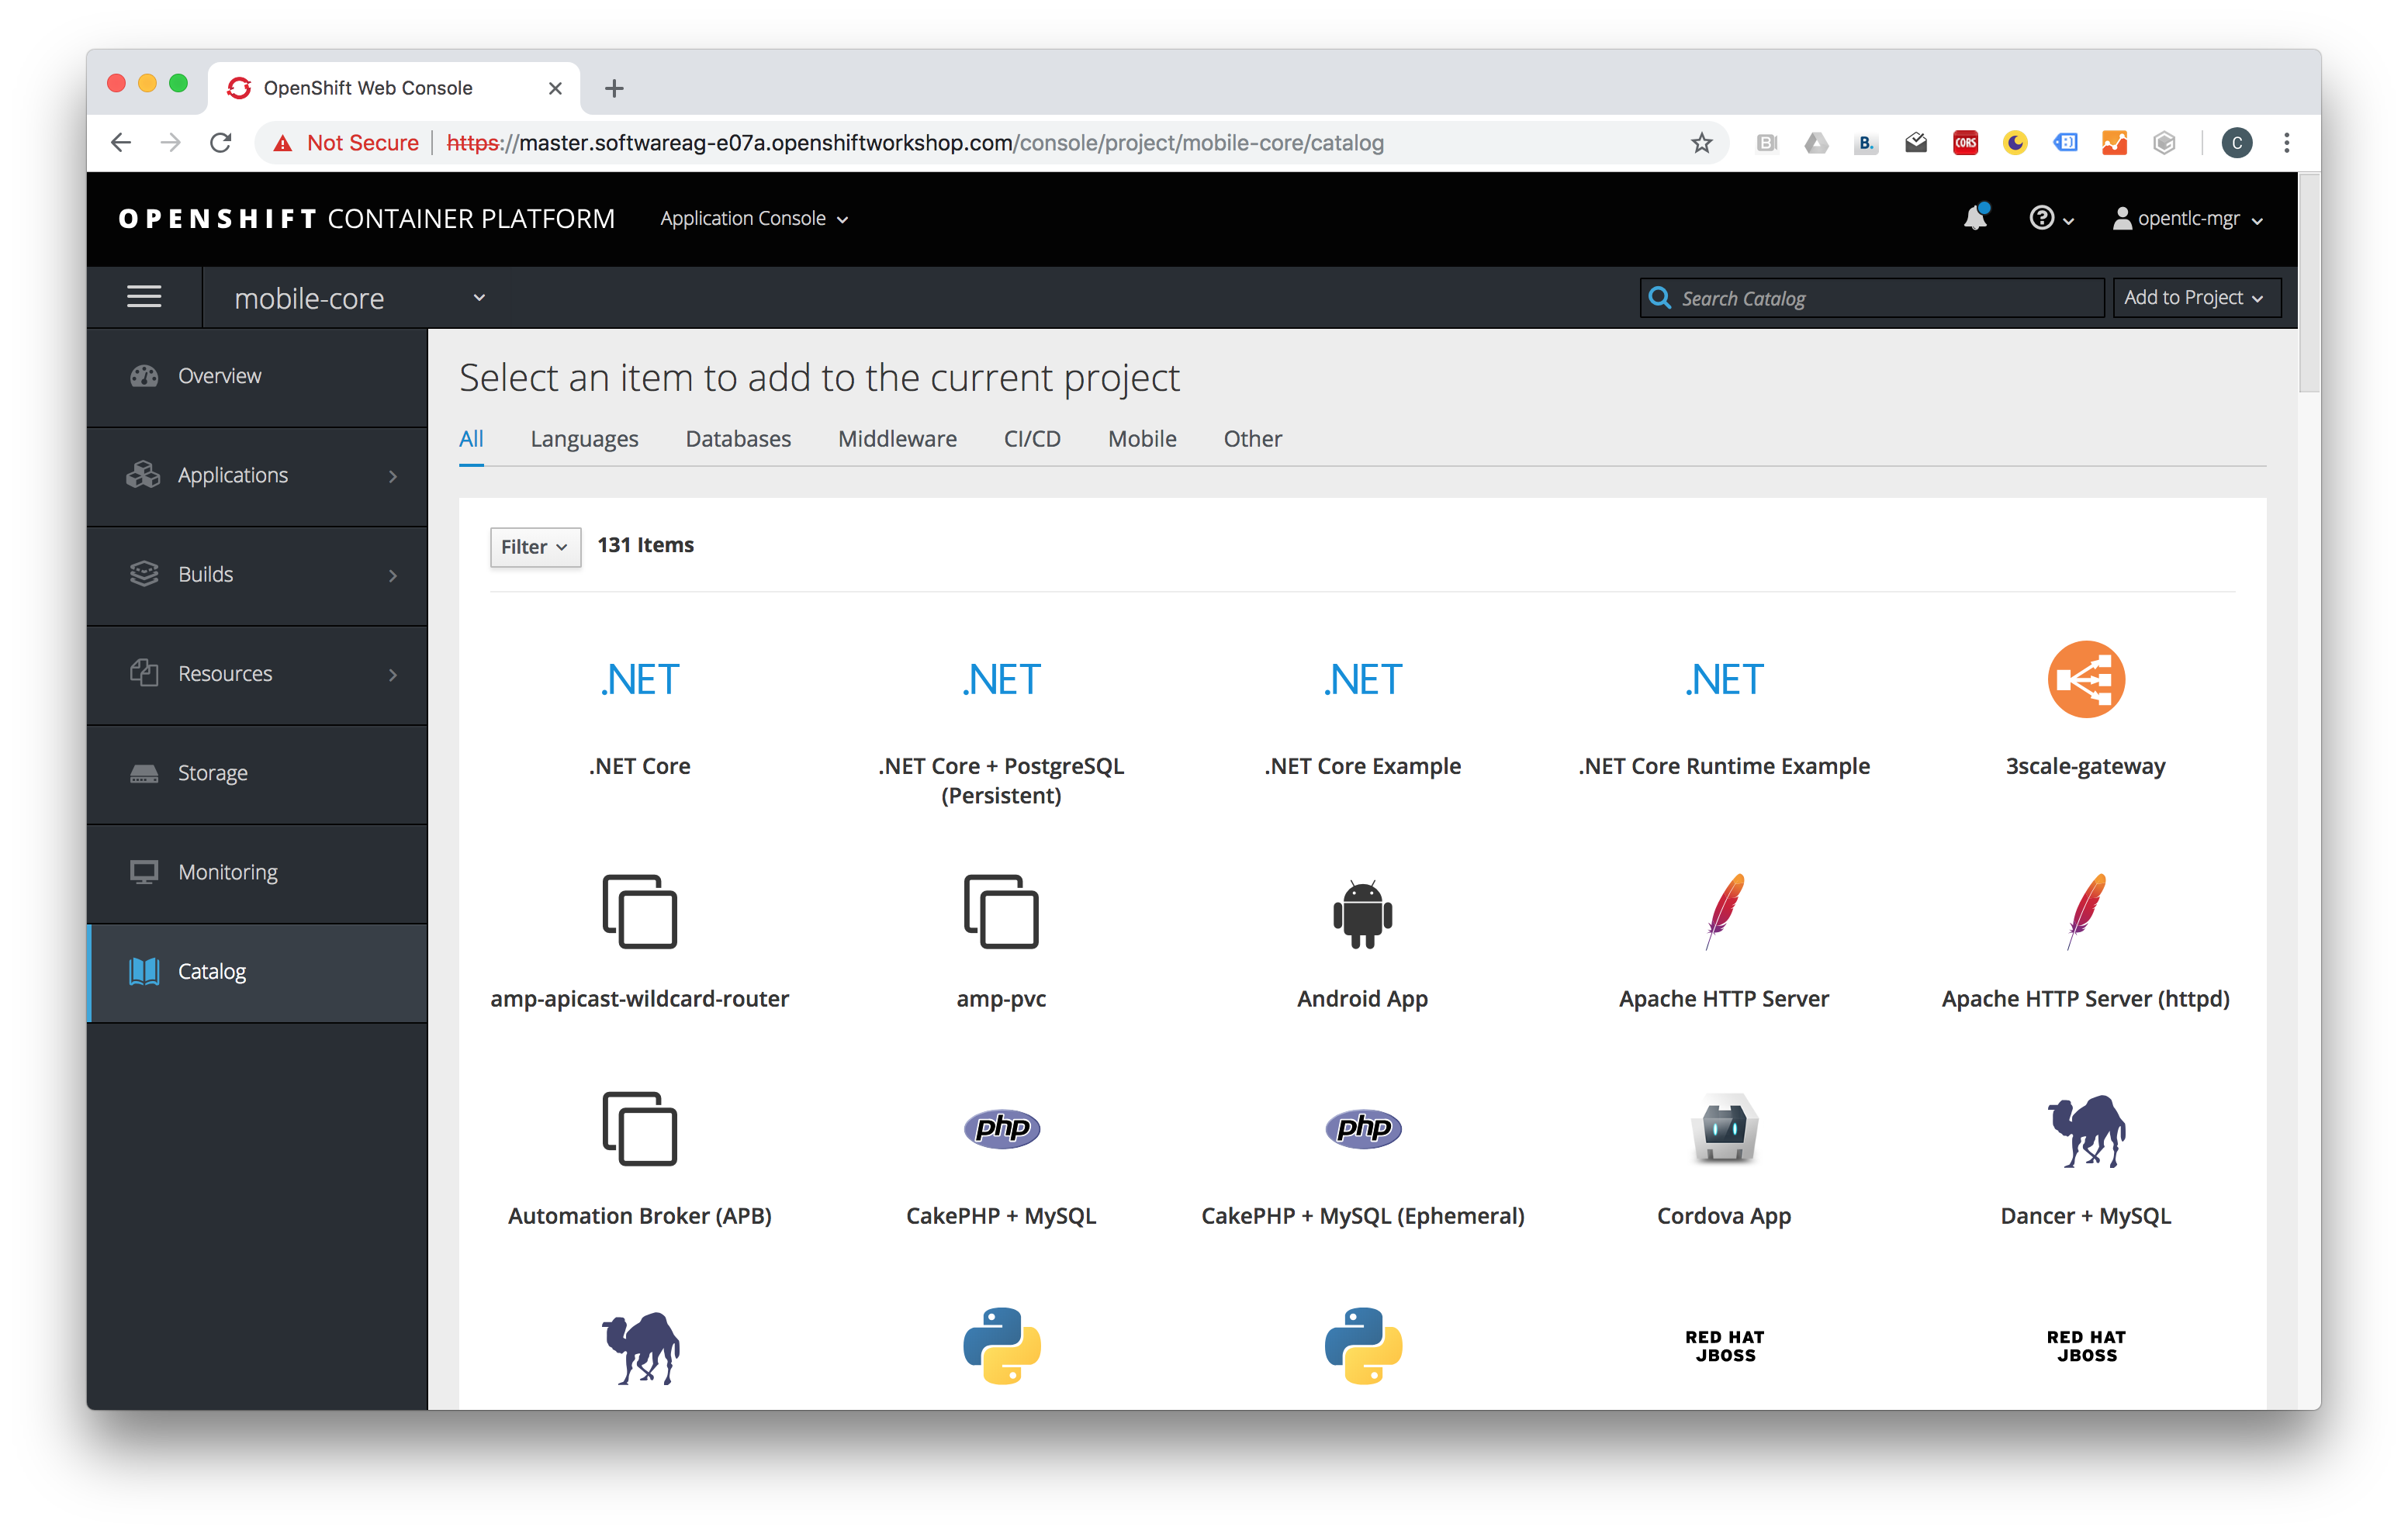 OpenShift Web Console
Not Secure https://master.softwareag-e07a.openshiftworkshop.com/console/project/mobile-core/catalog
B.
CORS
C
OPENSHIFT CONTAINER PLATFORM Application Console opentlc-mgr
mobile-core Search Catalog Add to Project
Overview
Applications
Builds
Resources
Storage
Monitoring
Catalog
Select an item to add to the current project
All Languages Databases Middleware CI/CD Mobile Other
Filter 131 Items
.NET .NET .NET .NET
.NET Core .NET Core + PostgreSQL (Persistent) .NET Core Example .NET Core Runtime Example 3scale-gateway
amp-apicast-wildcard-router amp-pvc Android App Apache HTTP Server Apache HTTP Server (httpd)
php php
Automation Broker (APB) CakePHP + MySQL CakePHP + MySQL (Ephemeral) Cordova App Dancer + MySQL
RED HAT JBOSS RED HAT JBOSS